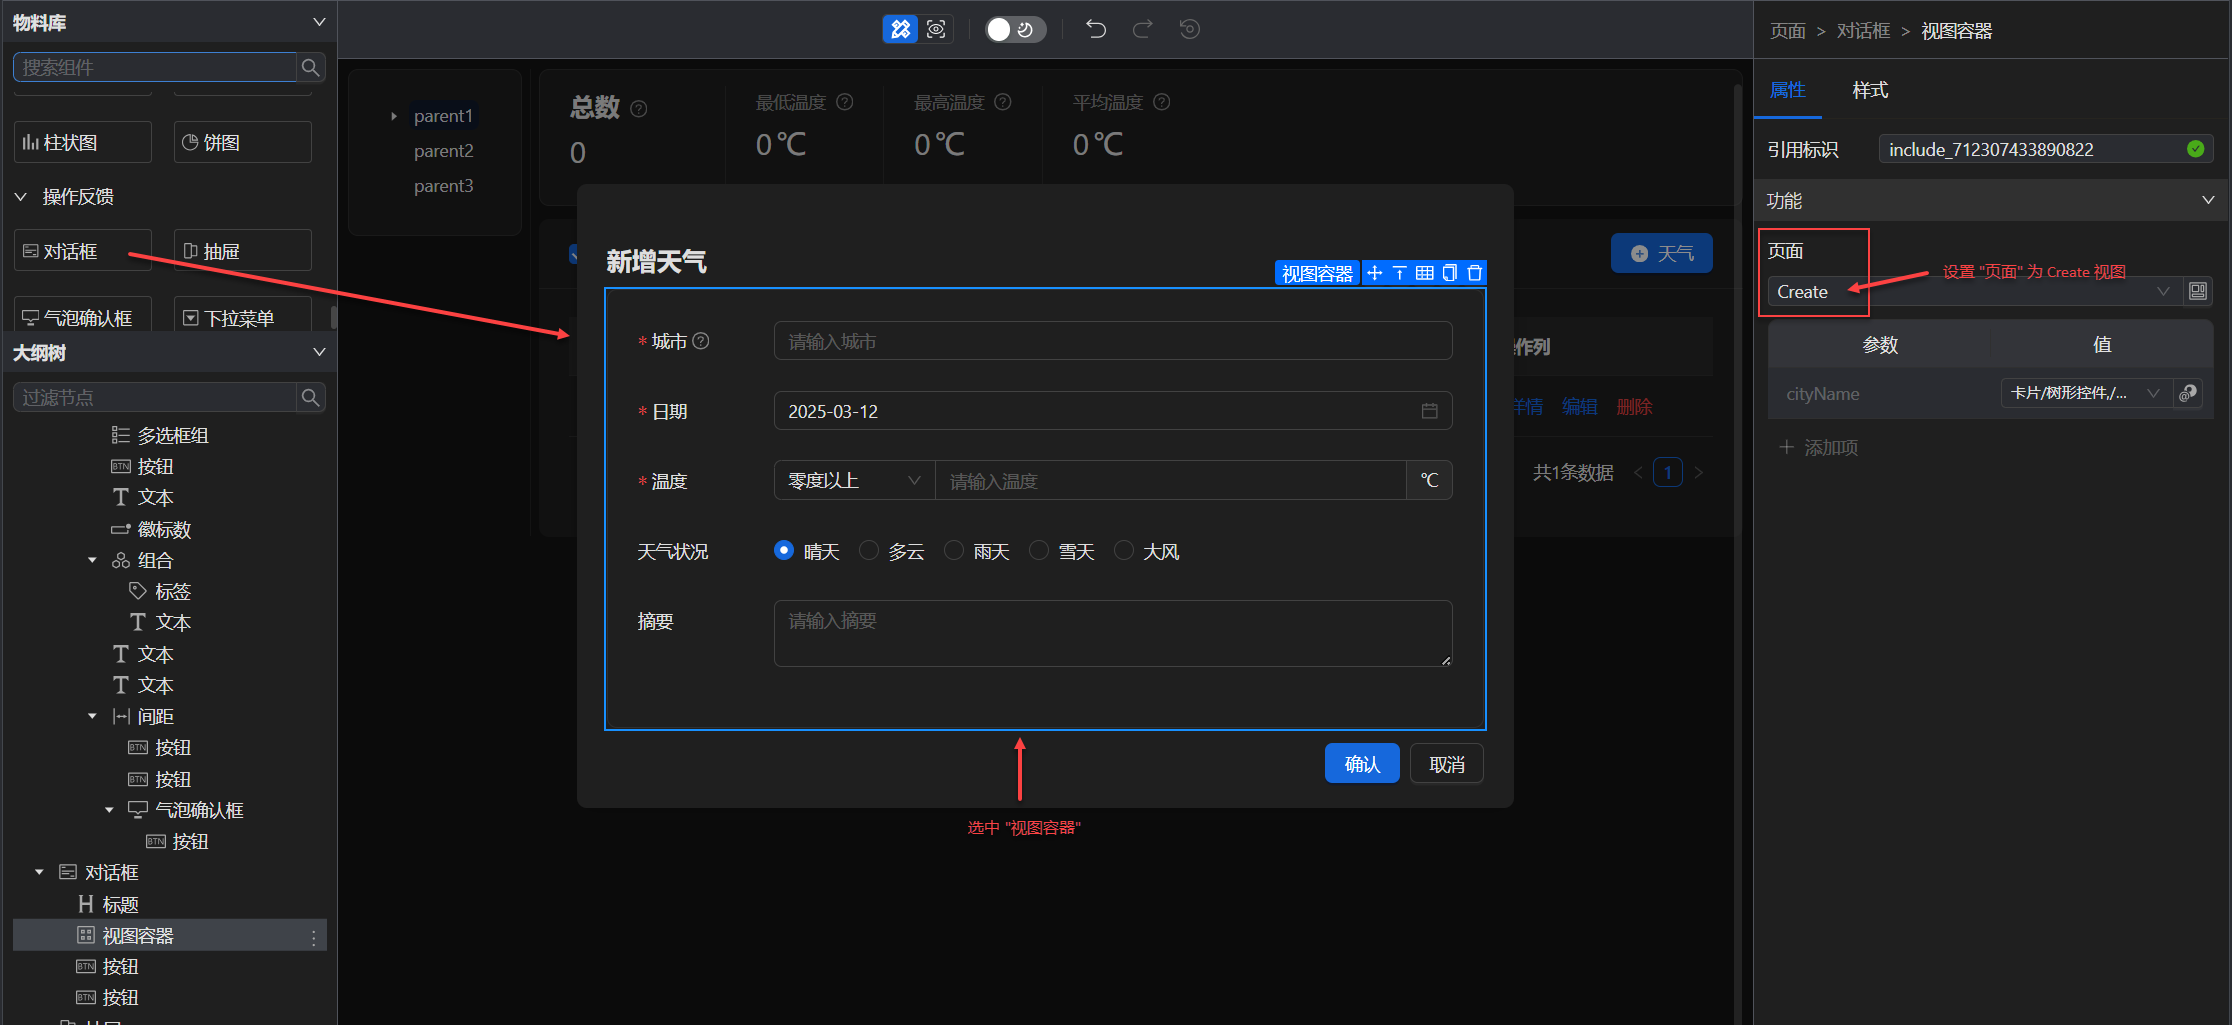 物料库
搜索组件
柱状图
饼图
操作反馈
对话框
抽屉
气泡确认框
下拉菜单
大纲树
过滤节点
多选框组
BTN 按钮
T 文本
徽标数
组合
标签
T 文本
T 文本
T 文本
间距
BTN 按钮
BTN 按钮
气泡确认框
BTN 按钮
对话框
H 标题
视图容器
BTN 按钮
BTN 按钮
parent1
parent2
parent3
总数
0
最低温度
0℃
最高温度
0℃
平均温度
0℃
天气
作列
详情 编辑 删除
共1条数据 < 1 >
新增天气
视图容器
* 城市
请输入城市
* 日期
2025-03-12
* 温度
零度以上
请输入温度
℃
天气状况
晴天
多云
雨天
雪天
大风
摘要
请输入摘要
确认
取消
选中 "视图容器"
页面 > 对话框 > 视图容器
属性
样式
引用标识
include_712307433890822
功能
页面
Create
设置 "页面" 为 Create 视图
参数
值
cityName
卡片/树形控件,/...
+ 添加项